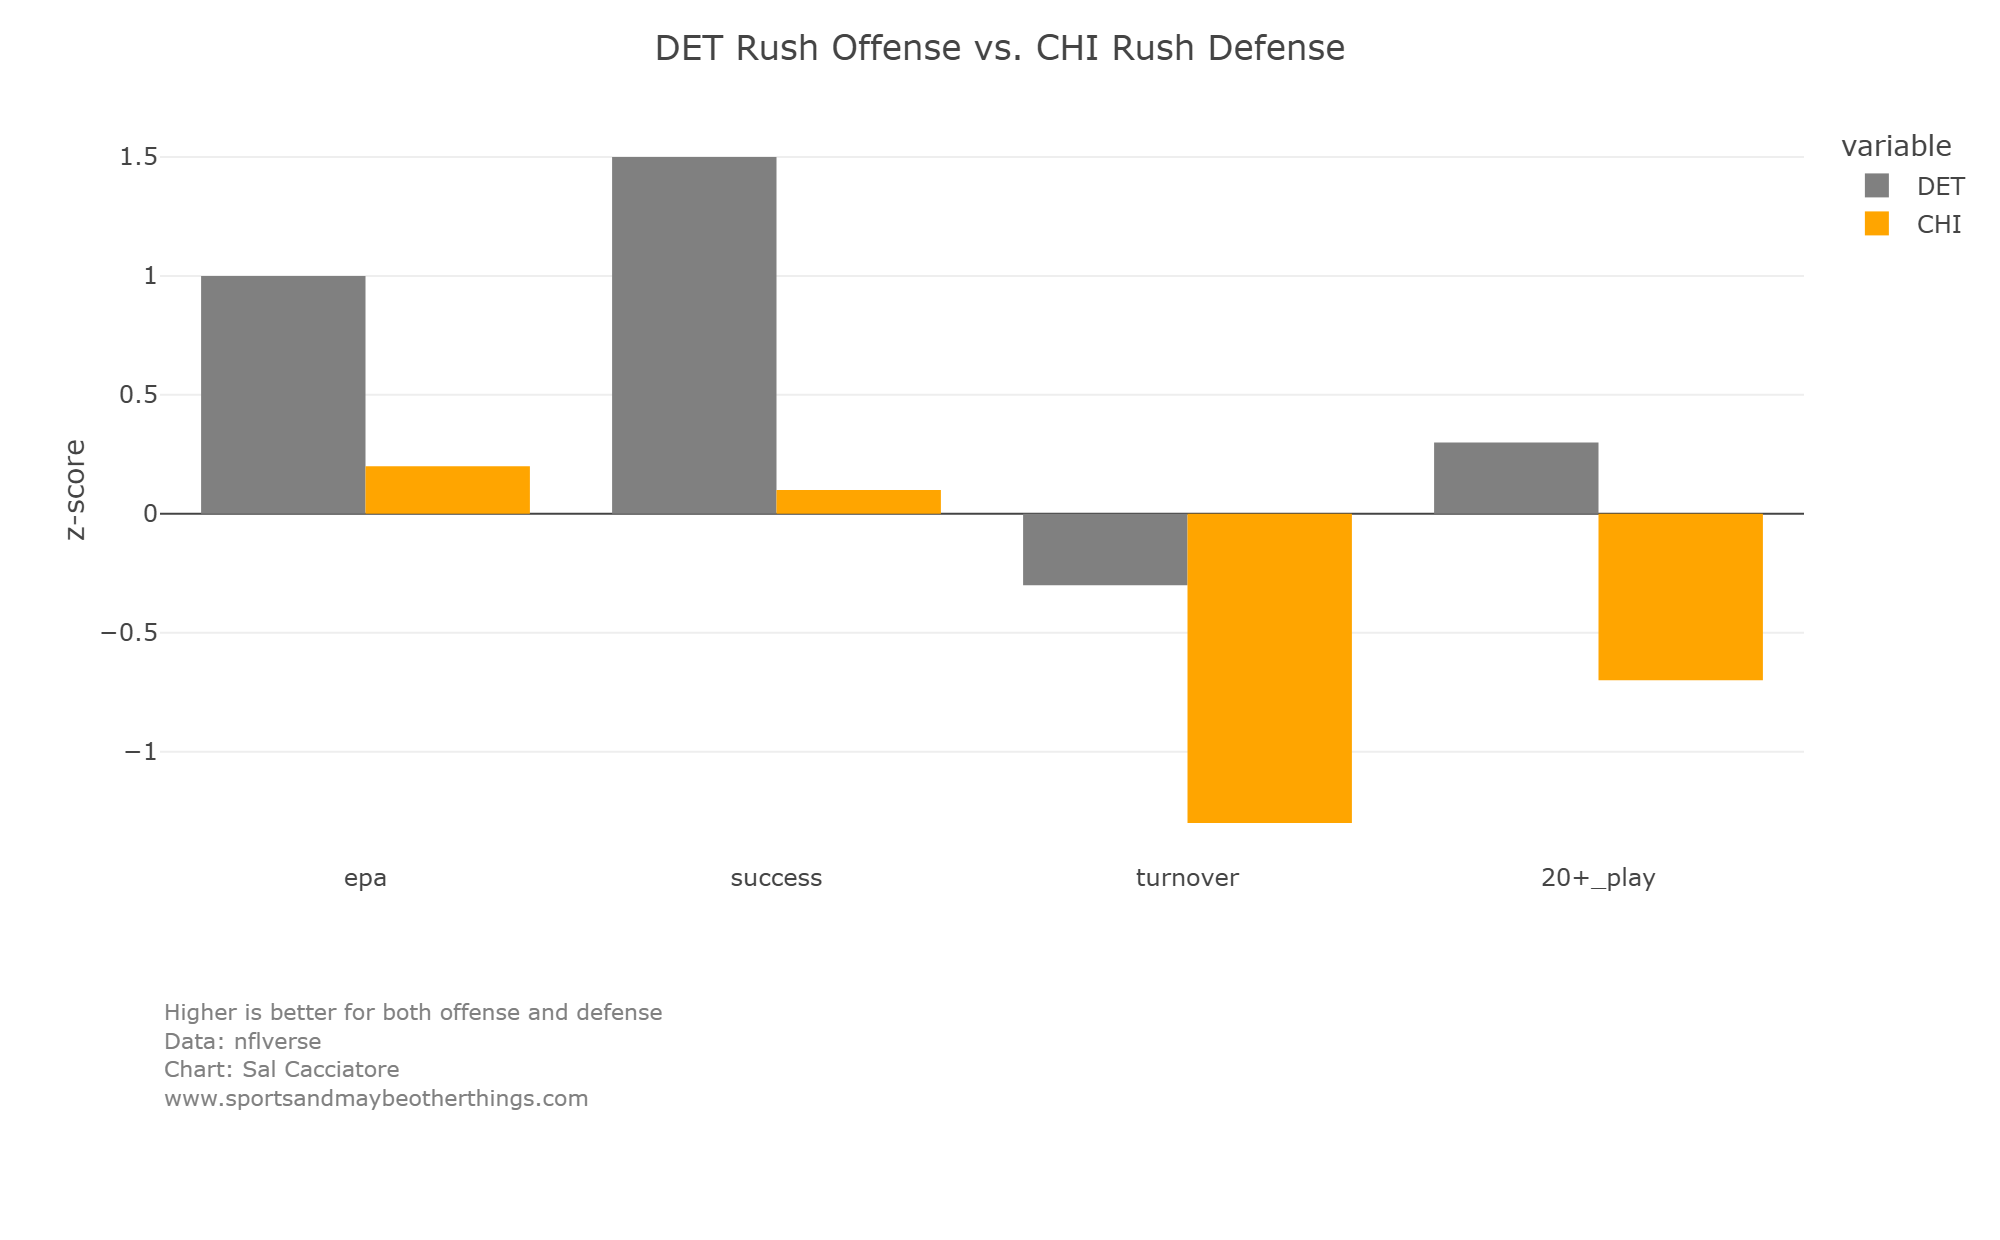 DET Rush Offense vs. CHI Rush Defense
variable
DET
CHI
z-score
1.5
1
0.5
0
−0.5
−1
epa
success
turnover
20+_play
Higher is better for both offense and defense
Data: nflverse
Chart: Sal Cacciatore
www.sportsandmaybeotherthings.com